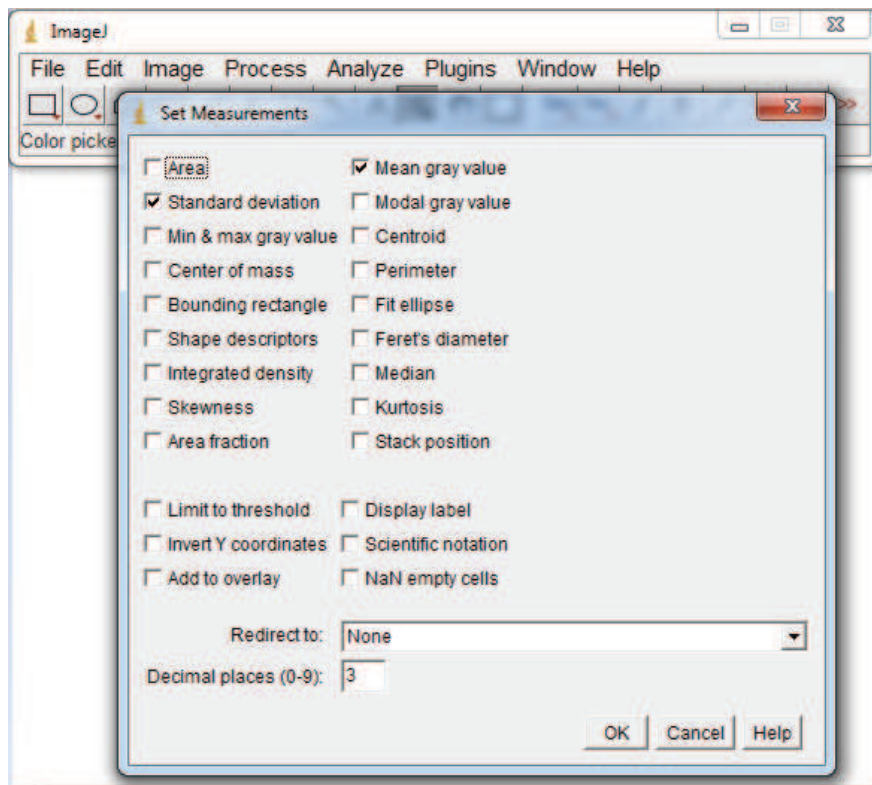 ImageJ
File Edit Image Process Analyze Plugins Window Help
>>
Color picke
Set Measurements
Area Mean gray value
Standard deviation Modal gray value
Min & max gray value Centroid
Center of mass Perimeter
Bounding rectangle Fit ellipse
Shape descriptors Feret's diameter
Integrated density Median
Skewness Kurtosis
Area fraction Stack position
Limit to threshold Display label
Invert Y coordinates Scientific notation
Add to overlay NaN empty cells
Redirect to: None
Decimal places (0-9): 3
OK Cancel Help